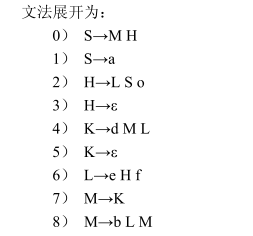 文法展开为：
0） S→M H
1） S→a
2） H→L S o
3） H→ε
4） K→d M L
5） K→ε
6） L→e H f
7） M→K
8） M→b L M